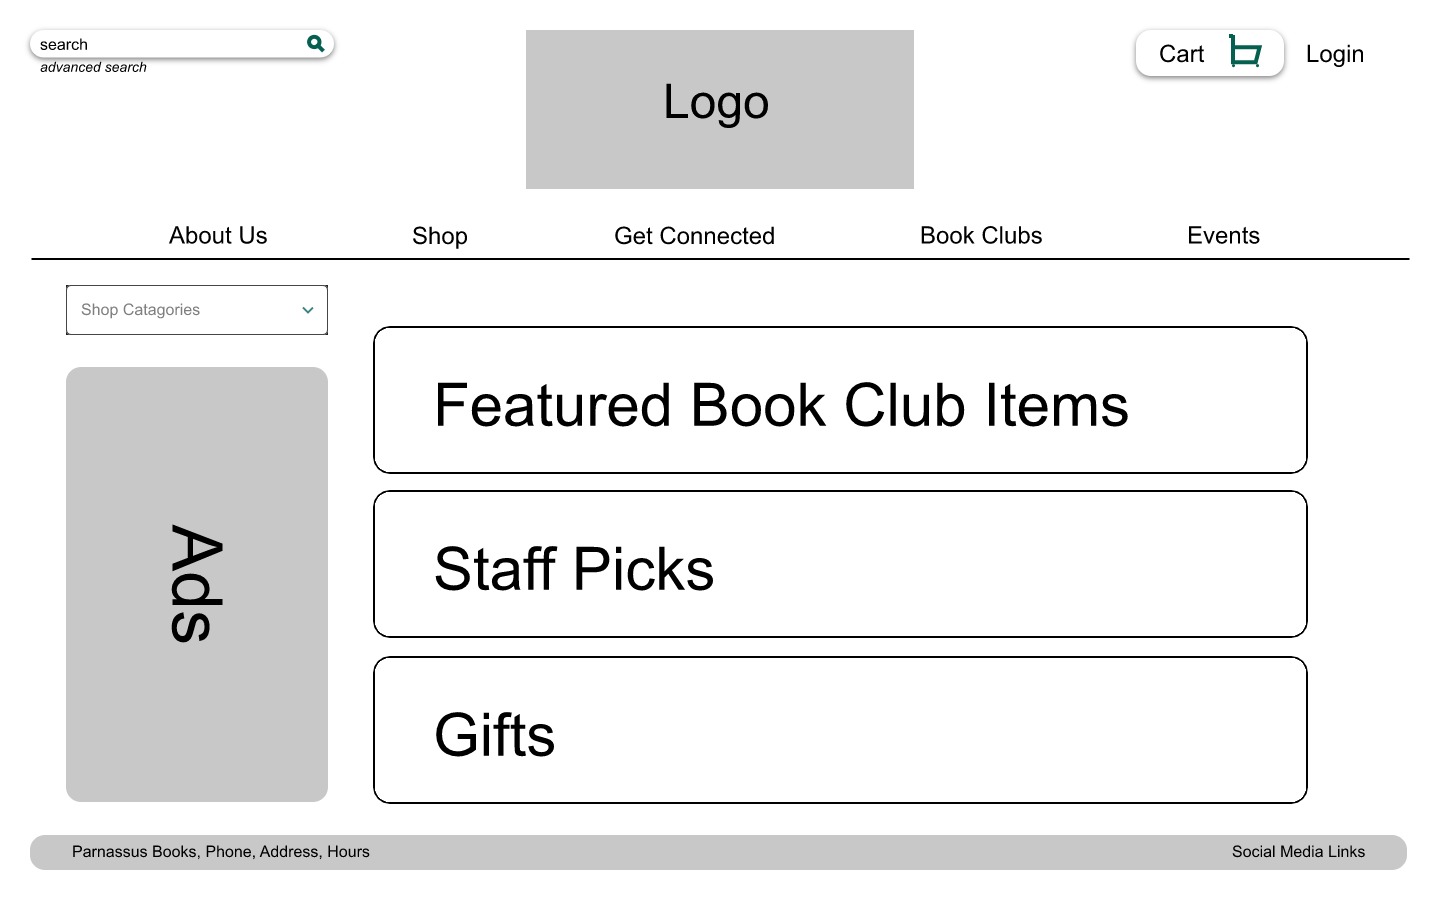 search
advanced search
Logo
Cart
Login
About Us
Shop
Get Connected
Book Clubs
Events
Shop Catagories
Ads
Featured Book Club Items
Staff Picks
Gifts
Parnassus Books, Phone, Address, Hours
Social Media Links